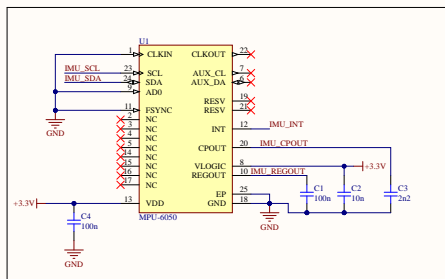 U1
1 CLKIN CLKOUT 22
IMU_SCL 23 SCL AUX_CL 7
IMU_SDA 24 SDA AUX_DA 6
9 AD0
RESV 19
11 FSYNC RESV 21
GND
2 NC
3 NC INT 12 IMU_INT
4 NC
5 NC CPOUT 20 IMU_CPOUT
14 NC
15 NC VLOGIC 8 +3.3V
16 NC REGOUT 10 IMU_REGOUT
17 NC
C1 100n
C2 10n
C3 2n2
EP 25
+3.3V 13 VDD GND 18
MPU-6050
C4
100n
GND
GND